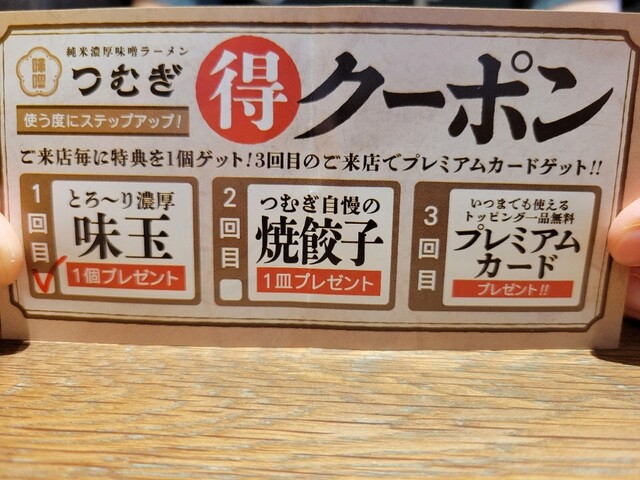 味噌
純米濃厚味噌ラーメン
つむぎ
使う度にステップアップ!
得クーポン
ご来店毎に特典を1個ゲット!3回目のご来店でプレミアムカードゲット!!
1回目
とろ〜り濃厚
味玉
1個プレゼント
2回目
つむぎ自慢の
焼餃子
1皿プレゼント
3回目
いつまでも使える
トッピング一品無料
プレミアム
カード
プレゼント!!